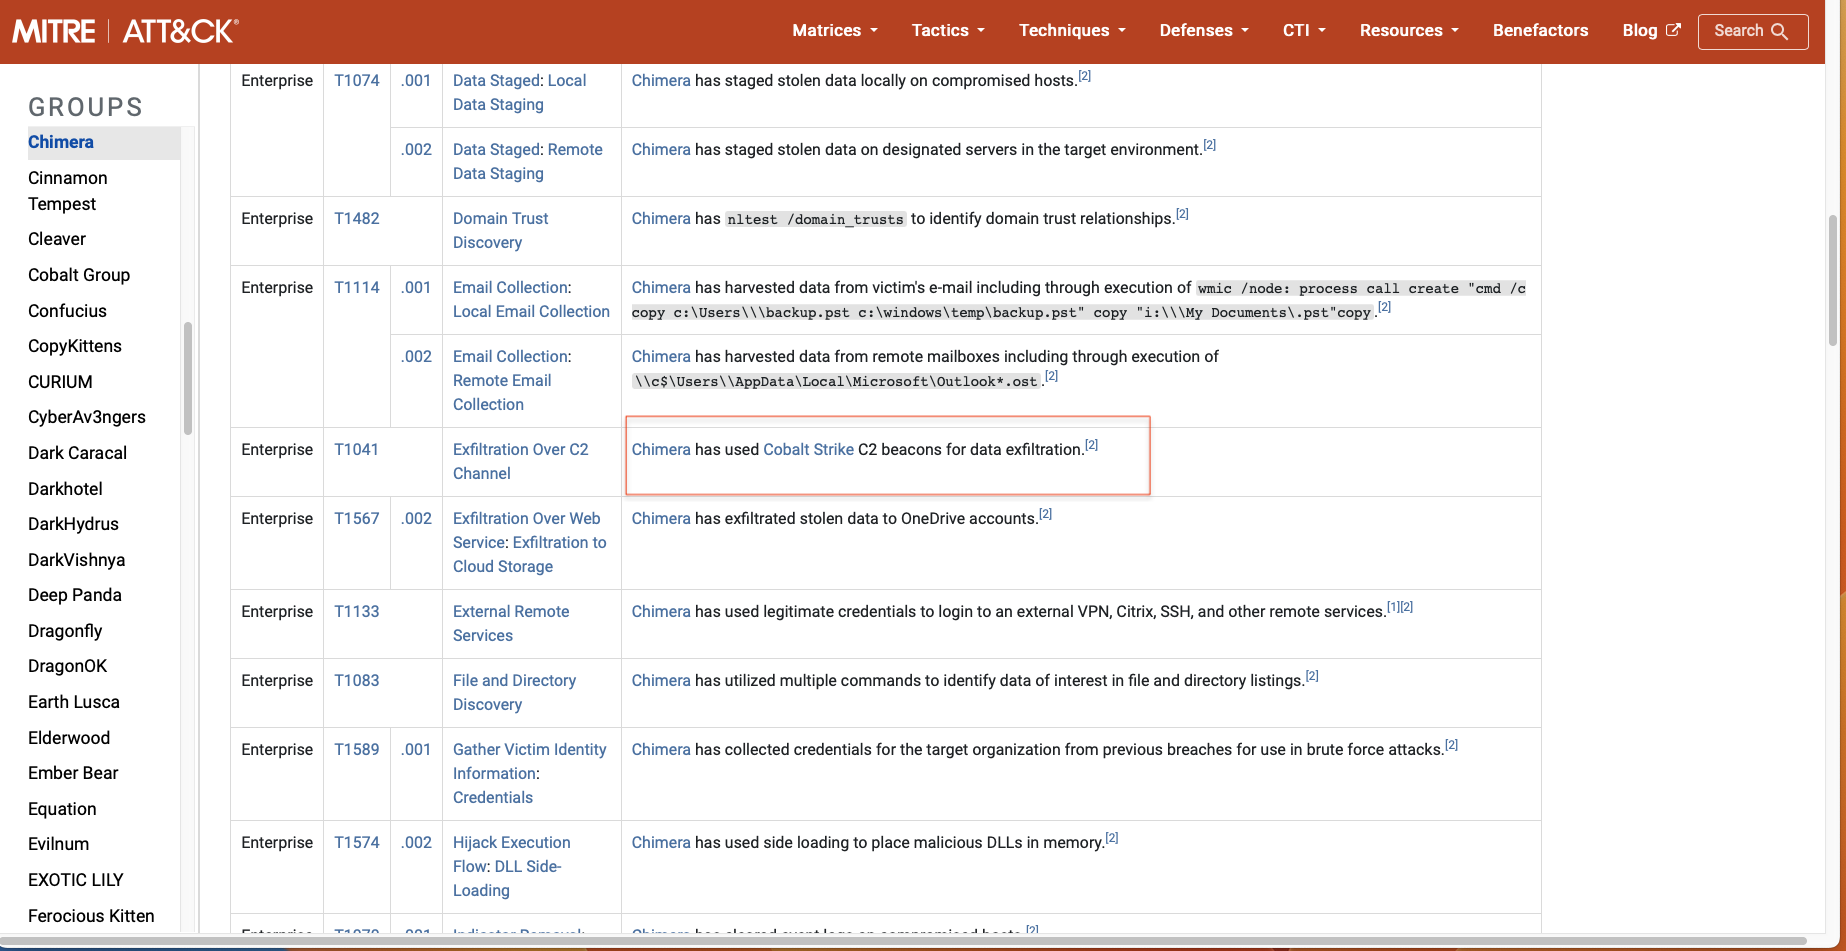 MITRE | ATT&CK®
Matrices Tactics Techniques Defenses CTI Resources Benefactors Blog Search
GROUPS
Chimera
Cinnamon
Tempest
Cleaver
Cobalt Group
Confucius
CopyKittens
CURIUM
CyberAv3ngers
Dark Caracal
Darkhotel
DarkHydrus
DarkVishnya
Deep Panda
Dragonfly
DragonOK
Earth Lusca
Elderwood
Ember Bear
Equation
Evilnum
EXOTIC LILY
Ferocious Kitten
Enterprise T1074 .001 Data Staged: Local Chimera has staged stolen data locally on compromised hosts.[2]
Data Staging
.002 Data Staged: Remote Chimera has staged stolen data on designated servers in the target environment.[2]
Data Staging
Enterprise T1482 Domain Trust Chimera has nltest /domain_trusts to identify domain trust relationships.[2]
Discovery
Enterprise T1114 .001 Email Collection: Chimera has harvested data from victim's e-mail including through execution of wmic /node: process call create "cmd /c
Local Email Collection copy c:\Users\\\backup.pst c:\windows\temp\backup.pst" copy "i:\\\My Documents\.pst"copy.[2]
.002 Email Collection: Chimera has harvested data from remote mailboxes including through execution of
Remote Email \\c$\Users\\AppData\Local\Microsoft\Outlook*.ost.[2]
Collection
Enterprise T1041 Exfiltration Over C2 Chimera has used Cobalt Strike C2 beacons for data exfiltration.[2]
Channel
Enterprise T1567 .002 Exfiltration Over Web Chimera has exfiltrated stolen data to OneDrive accounts.[2]
Service: Exfiltration to
Cloud Storage
Enterprise T1133 External Remote Chimera has used legitimate credentials to login to an external VPN, Citrix, SSH, and other remote services.[1][2]
Services
Enterprise T1083 File and Directory Chimera has utilized multiple commands to identify data of interest in file and directory listings.[2]
Discovery
Enterprise T1589 .001 Gather Victim Identity Chimera has collected credentials for the target organization from previous breaches for use in brute force attacks.[2]
Information:
Credentials
Enterprise T1574 .002 Hijack Execution Chimera has used side loading to place malicious DLLs in memory.[2]
Flow: DLL Side-
Loading
Enterprise T1070 .001 Indicator Removal: Chimera has cleared event logs on compromised hosts.[2]